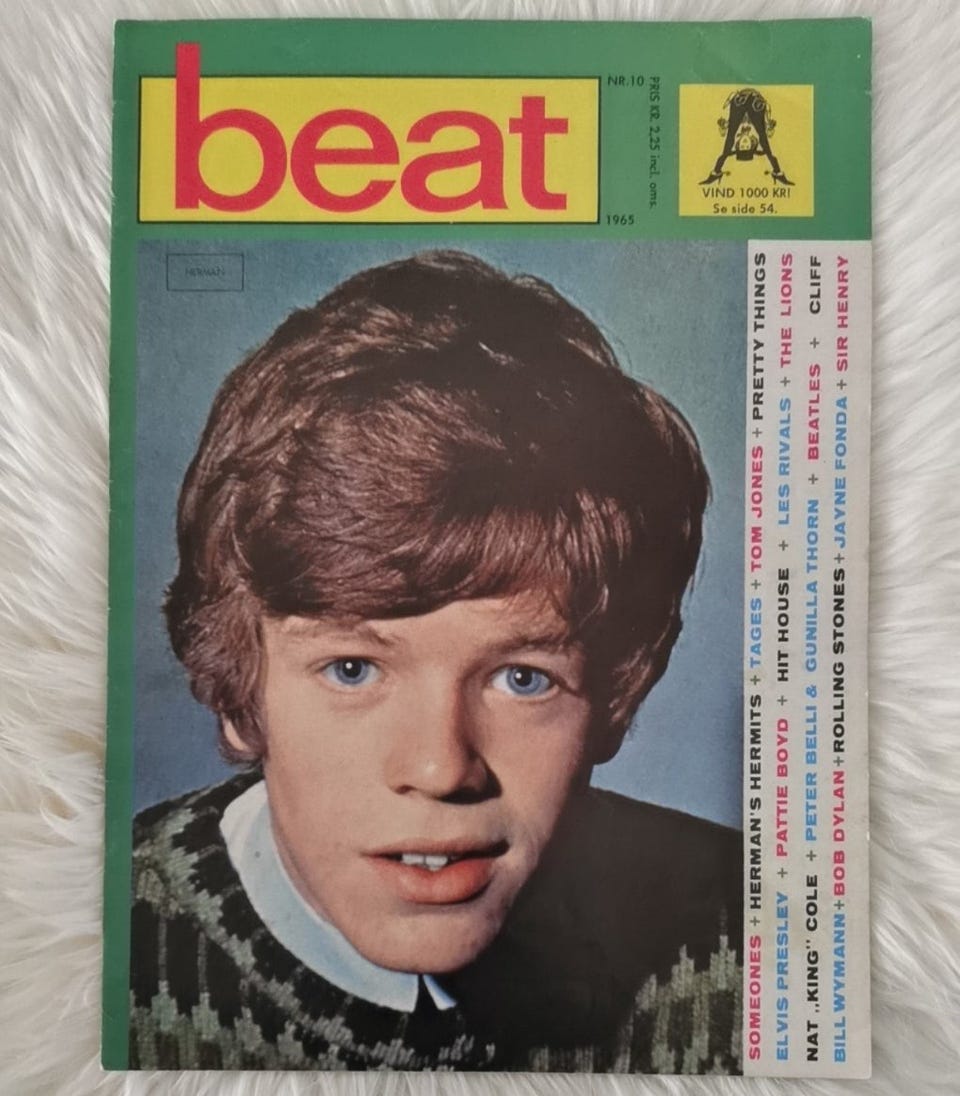 beat
NR.10
PRIS KR. 2,25 incl. oms.
1965
VIND 1000 KR!
Se side 54.
HERMAN
SOMEONES + HERMAN'S HERMITS + TAGES + TOM JONES + PRETTY THINGS
ELVIS PRESLEY + PATTIE BOYD + HIT HOUSE + LES RIVALS + THE LIONS
NAT „KING” COLE + PETER BELLI & GUNILLA THORN + BEATLES + CLIFF
BILL WYMANN + BOB DYLAN + ROLLING STONES + JAYNE FONDA + SIR HENRY